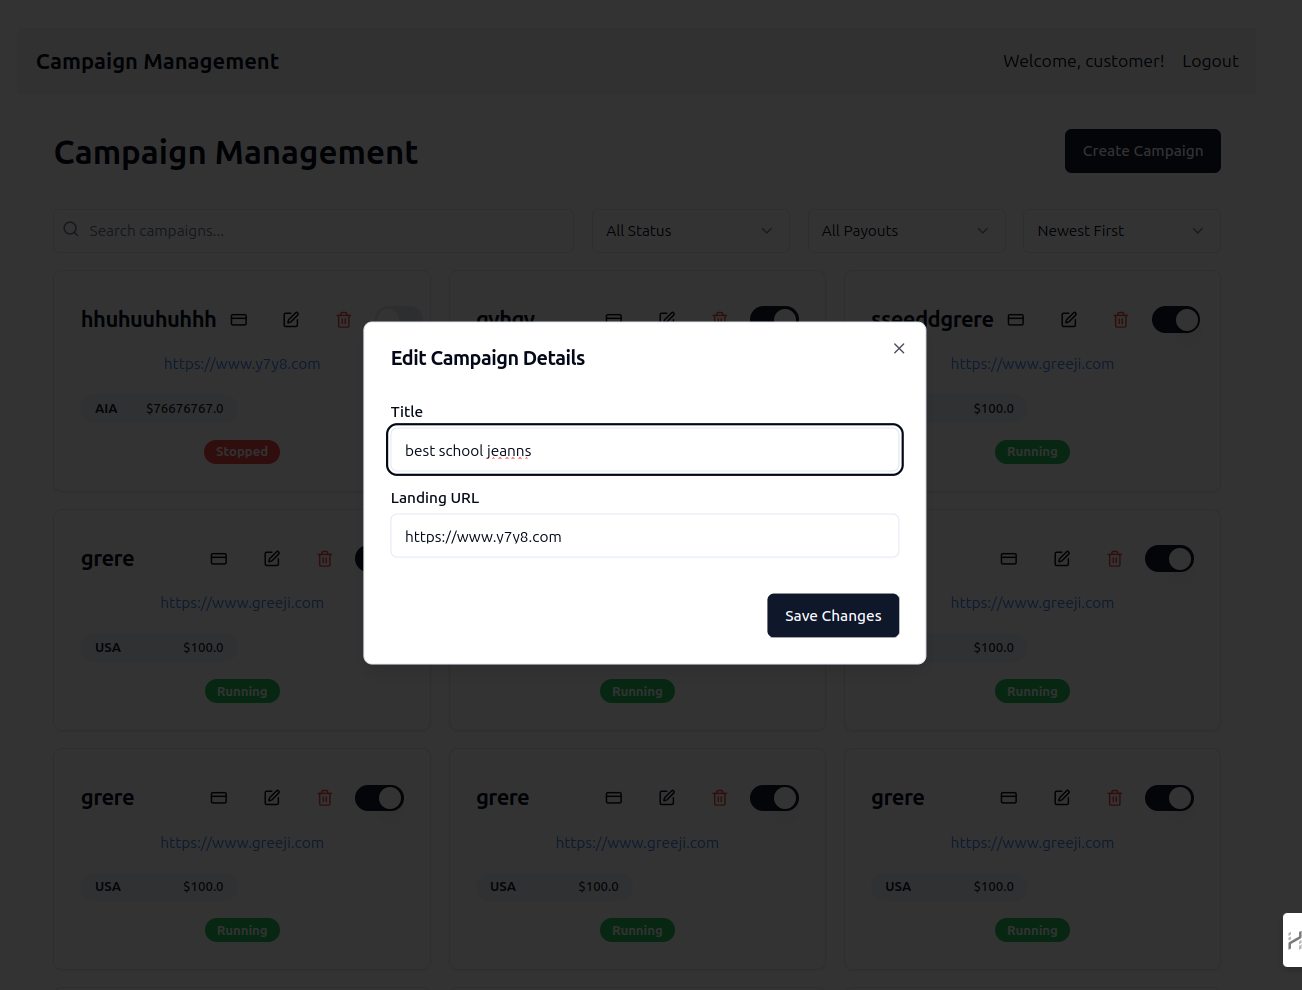 Campaign Management
Welcome, customer! Logout
Campaign Management
Create Campaign
Search campaigns...
All Status
All Payouts
Newest First
hhuhuuhuhhh
sseeddgrere
https://www.y7y8.com
https://www.greeji.com
AIA $76676767.0
$100.0
Stopped
Running
Edit Campaign Details
Title
best school jeanns
Landing URL
https://www.y7y8.com
Save Changes
grere
https://www.greeji.com
https://www.greeji.com
USA $100.0
$100.0
Running
Running
Running
grere
grere
grere
https://www.greeji.com
https://www.greeji.com
https://www.greeji.com
USA $100.0
USA $100.0
USA $100.0
Running
Running
Running